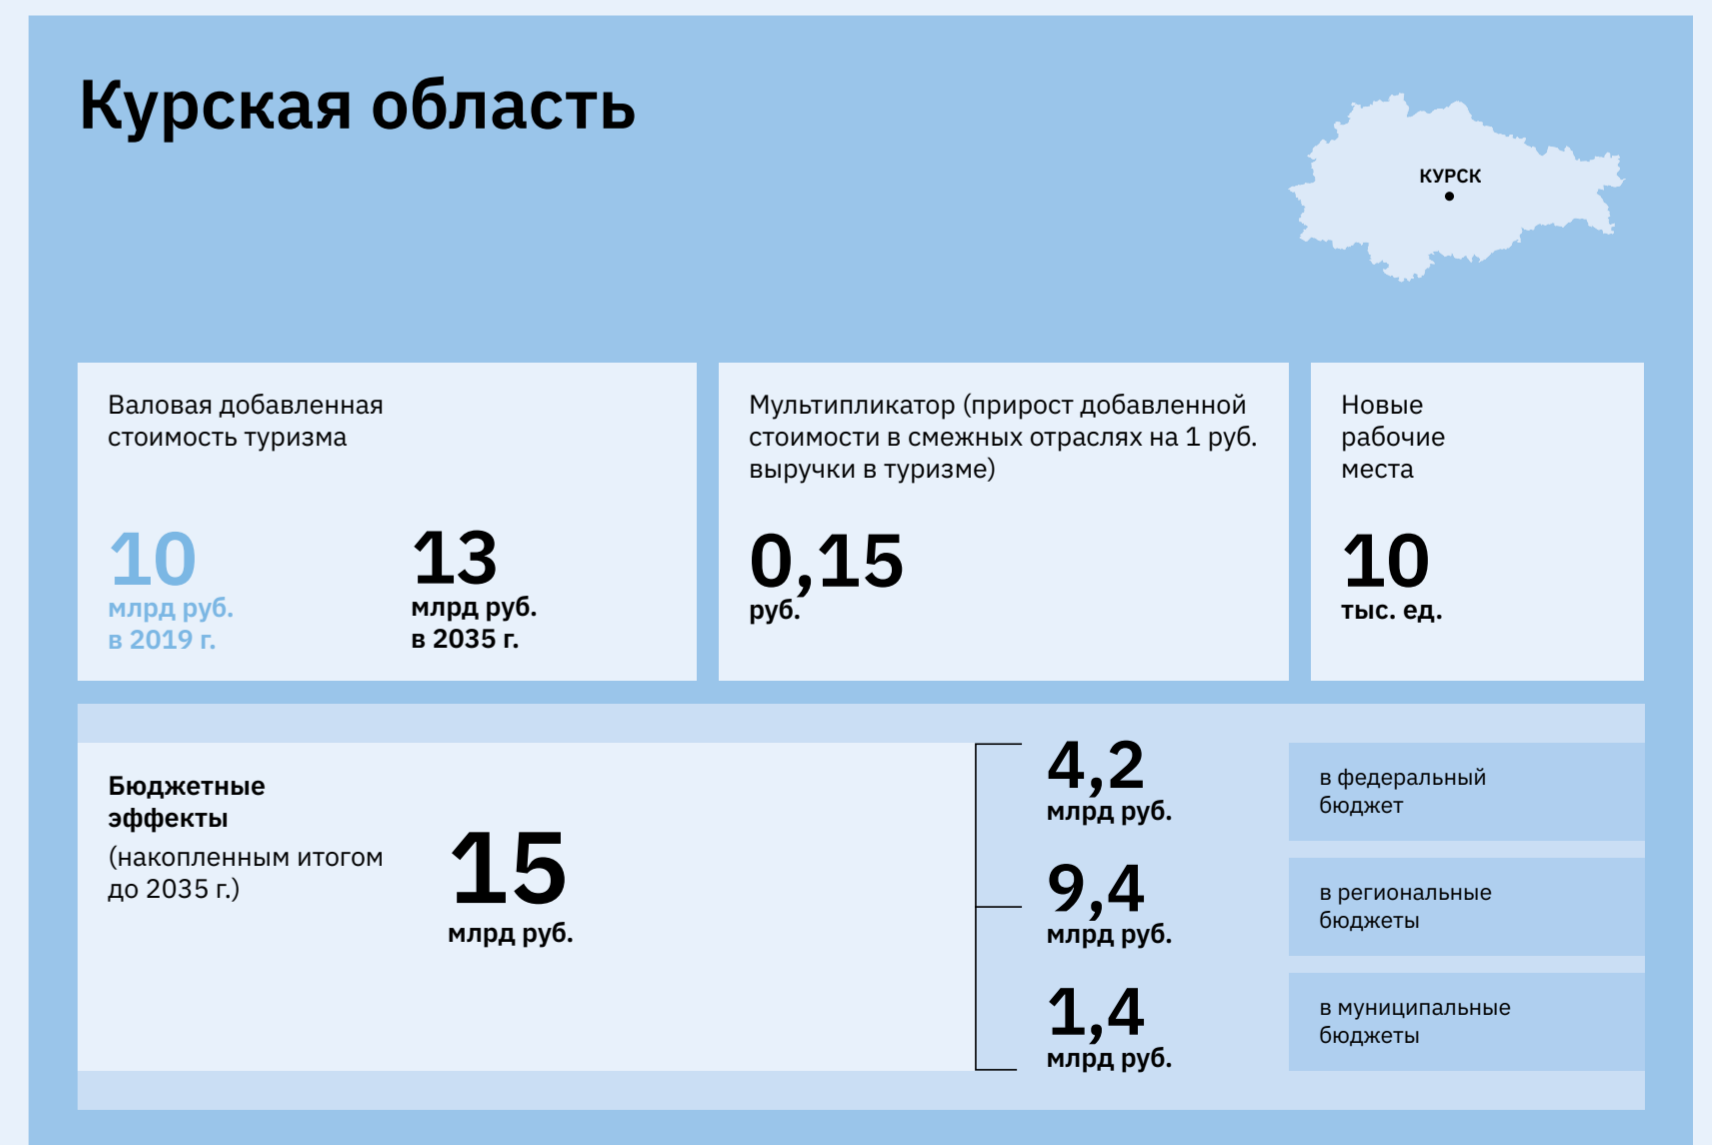 Курская область
КУРСК
Валовая добавленная
стоимость туризма
10
млрд руб.
в 2019 г.
13
млрд руб.
в 2035 г.
Мультипликатор (прирост добавленной
стоимости в смежных отраслях на 1 руб.
выручки в туризме)
0,15
руб.
Новые
рабочие
места
10
тыс. ед.
Бюджетные
эффекты
(накопленным итогом
до 2035 г.)
15
млрд руб.
4,2
млрд руб.
в федеральный
бюджет
9,4
млрд руб.
в региональные
бюджеты
1,4
млрд руб.
в муниципальные
бюджеты